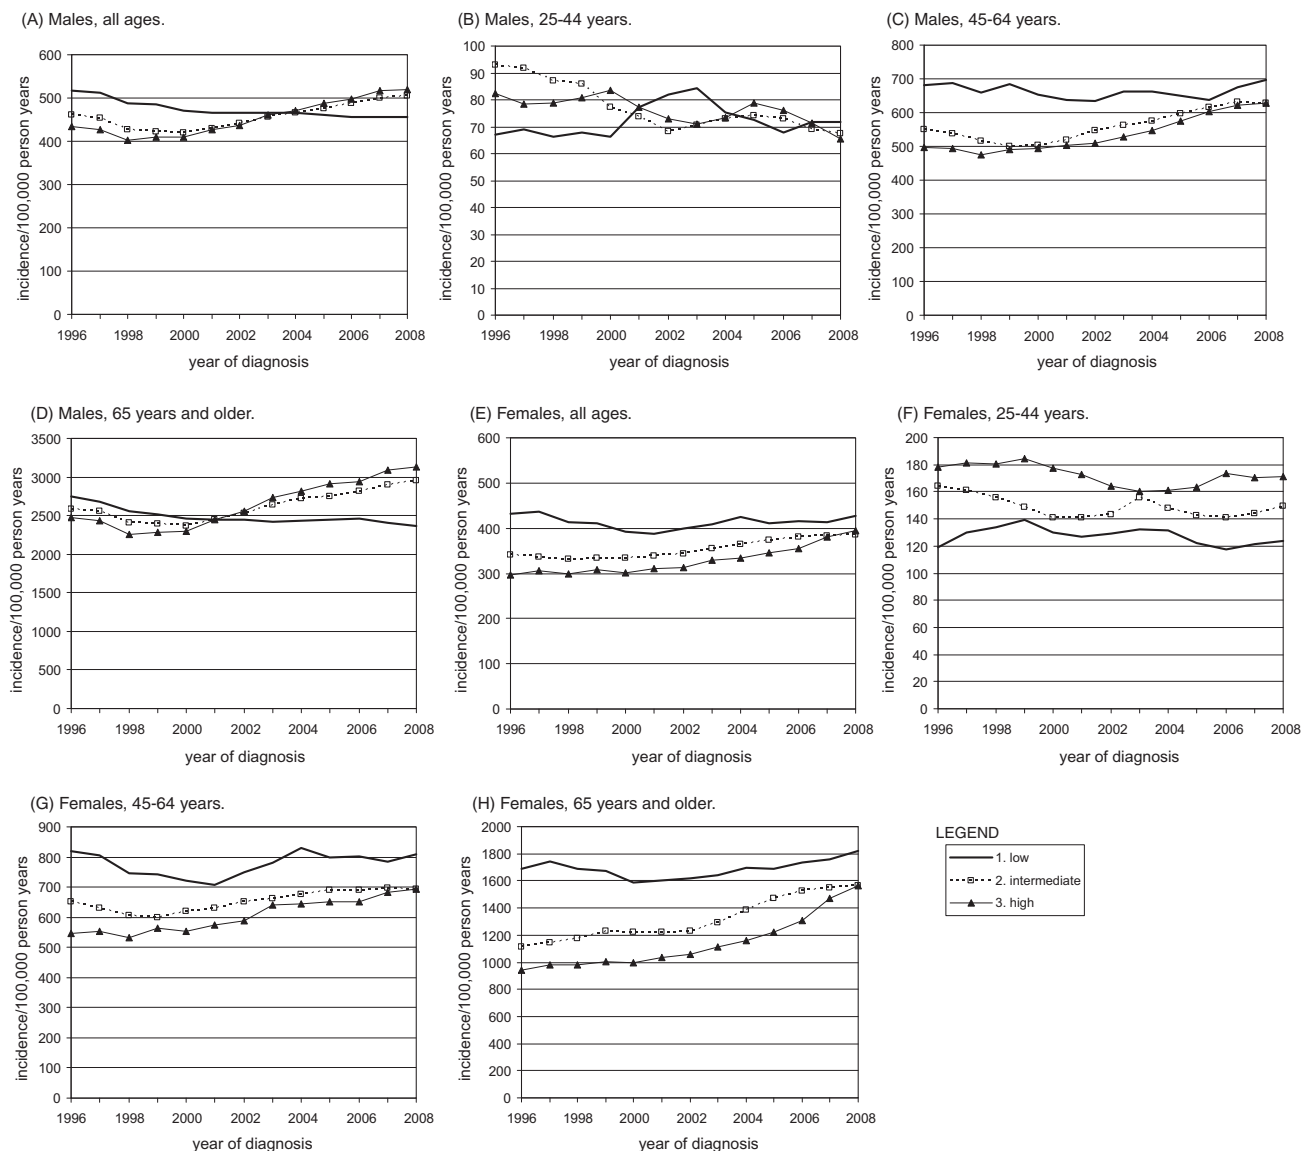 (A) Males, all ages.
incidence/100,000 person years
600
500
400
300
200
100
0
1996 1998 2000 2002 2004 2006 2008
year of diagnosis
(B) Males, 25-44 years.
incidence/100,000 person years
100
90
80
70
60
50
40
30
20
10
0
1996 1998 2000 2002 2004 2006 2008
year of diagnosis
(C) Males, 45-64 years.
incidence/100,000 person years
800
700
600
500
400
300
200
100
0
1996 1998 2000 2002 2004 2006 2008
year of diagnosis
(D) Males, 65 years and older.
incidence/100,000 person years
3500
3000
2500
2000
1500
1000
500
0
1996 1998 2000 2002 2004 2006 2008
year of diagnosis
(E) Females, all ages.
incidence/100,000 person years
600
500
400
300
200
100
0
1996 1998 2000 2002 2004 2006 2008
year of diagnosis
(F) Females, 25-44 years.
incidence/100,000 person years
200
180
160
140
120
100
80
60
40
20
0
1996 1998 2000 2002 2004 2006 2008
year of diagnosis
(G) Females, 45-64 years.
incidence/100,000 person years
900
800
700
600
500
400
300
200
100
0
1996 1998 2000 2002 2004 2006 2008
year of diagnosis
(H) Females, 65 years and older.
incidence/100,000 person years
2000
1800
1600
1400
1200
1000
800
600
400
200
0
1996 1998 2000 2002 2004 2006 2008
year of diagnosis
LEGEND
1. low
2. intermediate
3. high